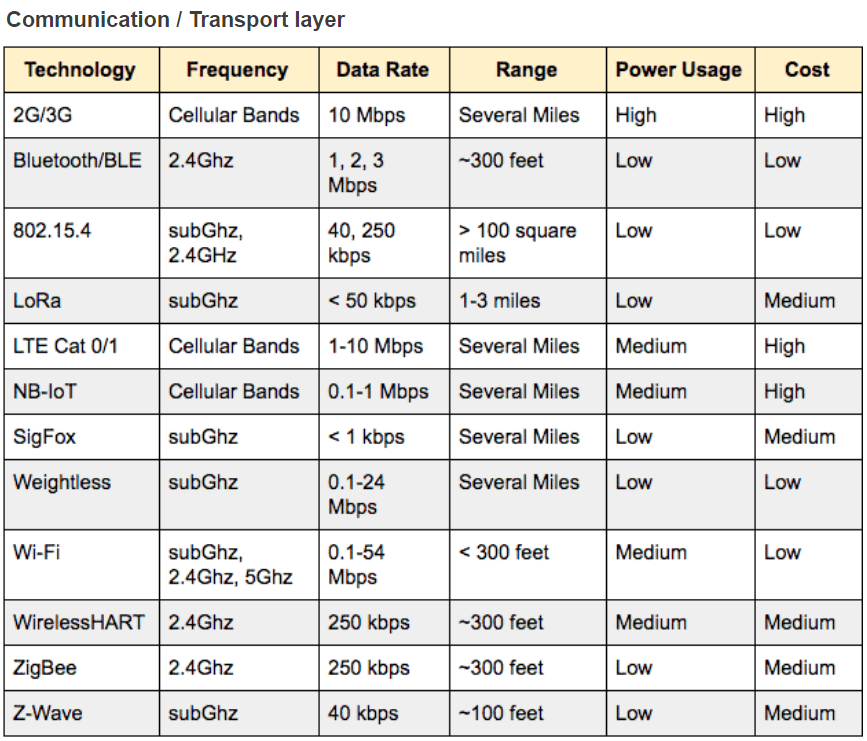 Communication / Transport layer
Technology Frequency Data Rate Range Power Usage Cost
2G/3G Cellular Bands 10 Mbps Several Miles High High
Bluetooth/BLE 2.4Ghz 1, 2, 3 ~300 feet Low Low
Mbps
802.15.4 subGhz, 40, 250 > 100 square Low Low
2.4GHz kbps miles
LoRa subGhz < 50 kbps 1-3 miles Low Medium
LTE Cat 0/1 Cellular Bands 1-10 Mbps Several Miles Medium High
NB-IoT Cellular Bands 0.1-1 Mbps Several Miles Medium High
SigFox subGhz < 1 kbps Several Miles Low Medium
Weightless subGhz 0.1-24 Several Miles Low Low
Mbps
Wi-Fi subGhz, 0.1-54 < 300 feet Medium Low
2.4Ghz, 5Ghz Mbps
WirelessHART 2.4Ghz 250 kbps ~300 feet Medium Medium
ZigBee 2.4Ghz 250 kbps ~300 feet Low Medium
Z-Wave subGhz 40 kbps ~100 feet Low Medium